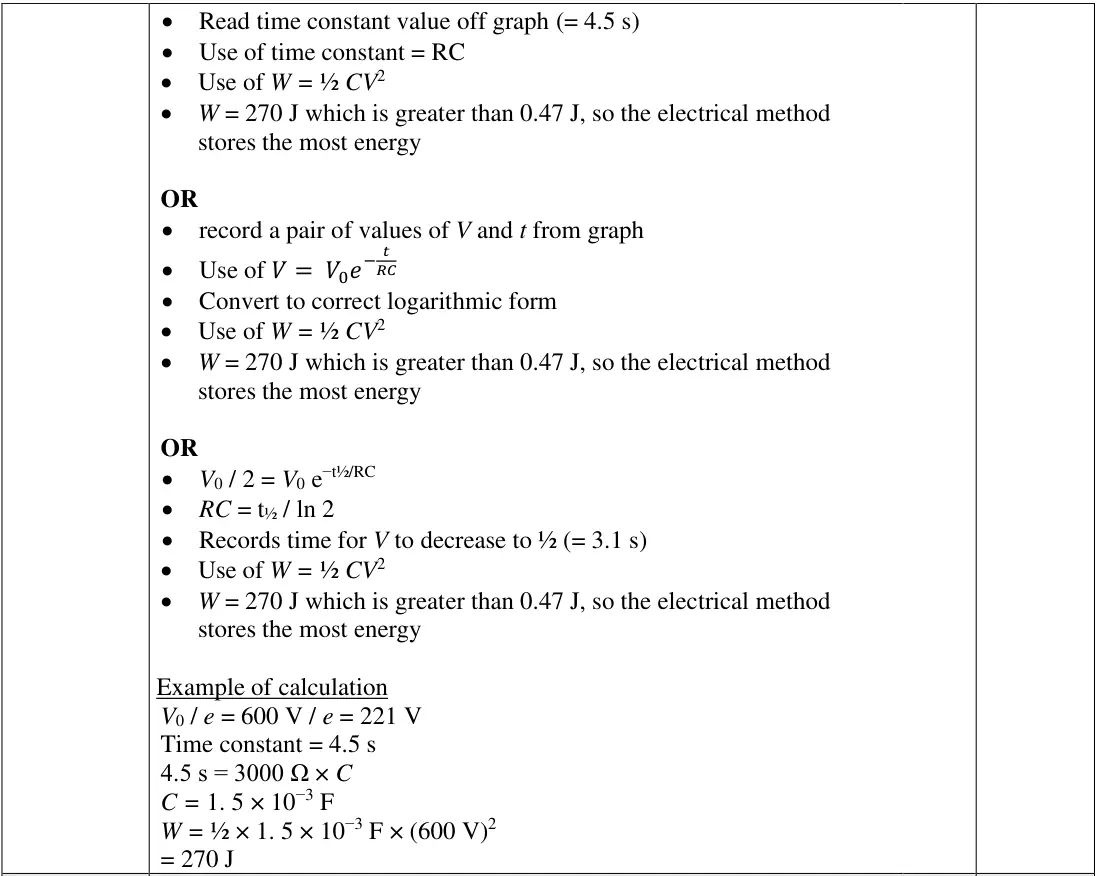 • Read time constant value off graph (= 4.5 s)
• Use of time constant = RC
• Use of W = ½ CV²
• W = 270 J which is greater than 0.47 J, so the electrical method
stores the most energy
OR
• record a pair of values of V and t from graph
• Use of V = V₀e^(−t/RC)
• Convert to correct logarithmic form
• Use of W = ½ CV²
• W = 270 J which is greater than 0.47 J, so the electrical method
stores the most energy
OR
• V₀ / 2 = V₀ e^(−t½/RC)
• RC = t½ / ln 2
• Records time for V to decrease to ½ (= 3.1 s)
• Use of W = ½ CV²
• W = 270 J which is greater than 0.47 J, so the electrical method
stores the most energy
Example of calculation
V₀ / e = 600 V / e = 221 V
Time constant = 4.5 s
4.5 s = 3000 Ω × C
C = 1. 5 × 10⁻³ F
W = ½ × 1. 5 × 10⁻³ F × (600 V)²
= 270 J